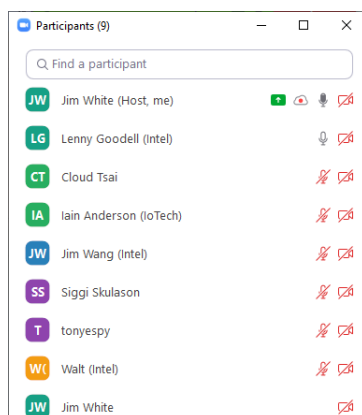 Participants (9)
Find a participant
JW Jim White (Host, me)
LG Lenny Goodell (Intel)
CT Cloud Tsai
IA Iain Anderson (IoTech)
JW Jim Wang (Intel)
SS Siggi Skulason
T tonyespy
W( Walt (Intel)
JW Jim White